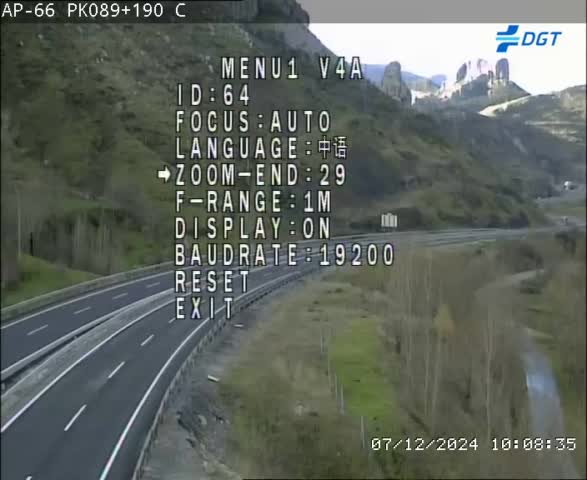 AP-66 PK089+190 C
DGT
MENU1 V4A
ID:64
FOCUS:AUTO
LANGUAGE:中语
ZOOM-END:29
F-RANGE:1M
DISPLAY:ON
BAUDRATE:19200
RESET
EXIT
07/12/2024 10:08:35